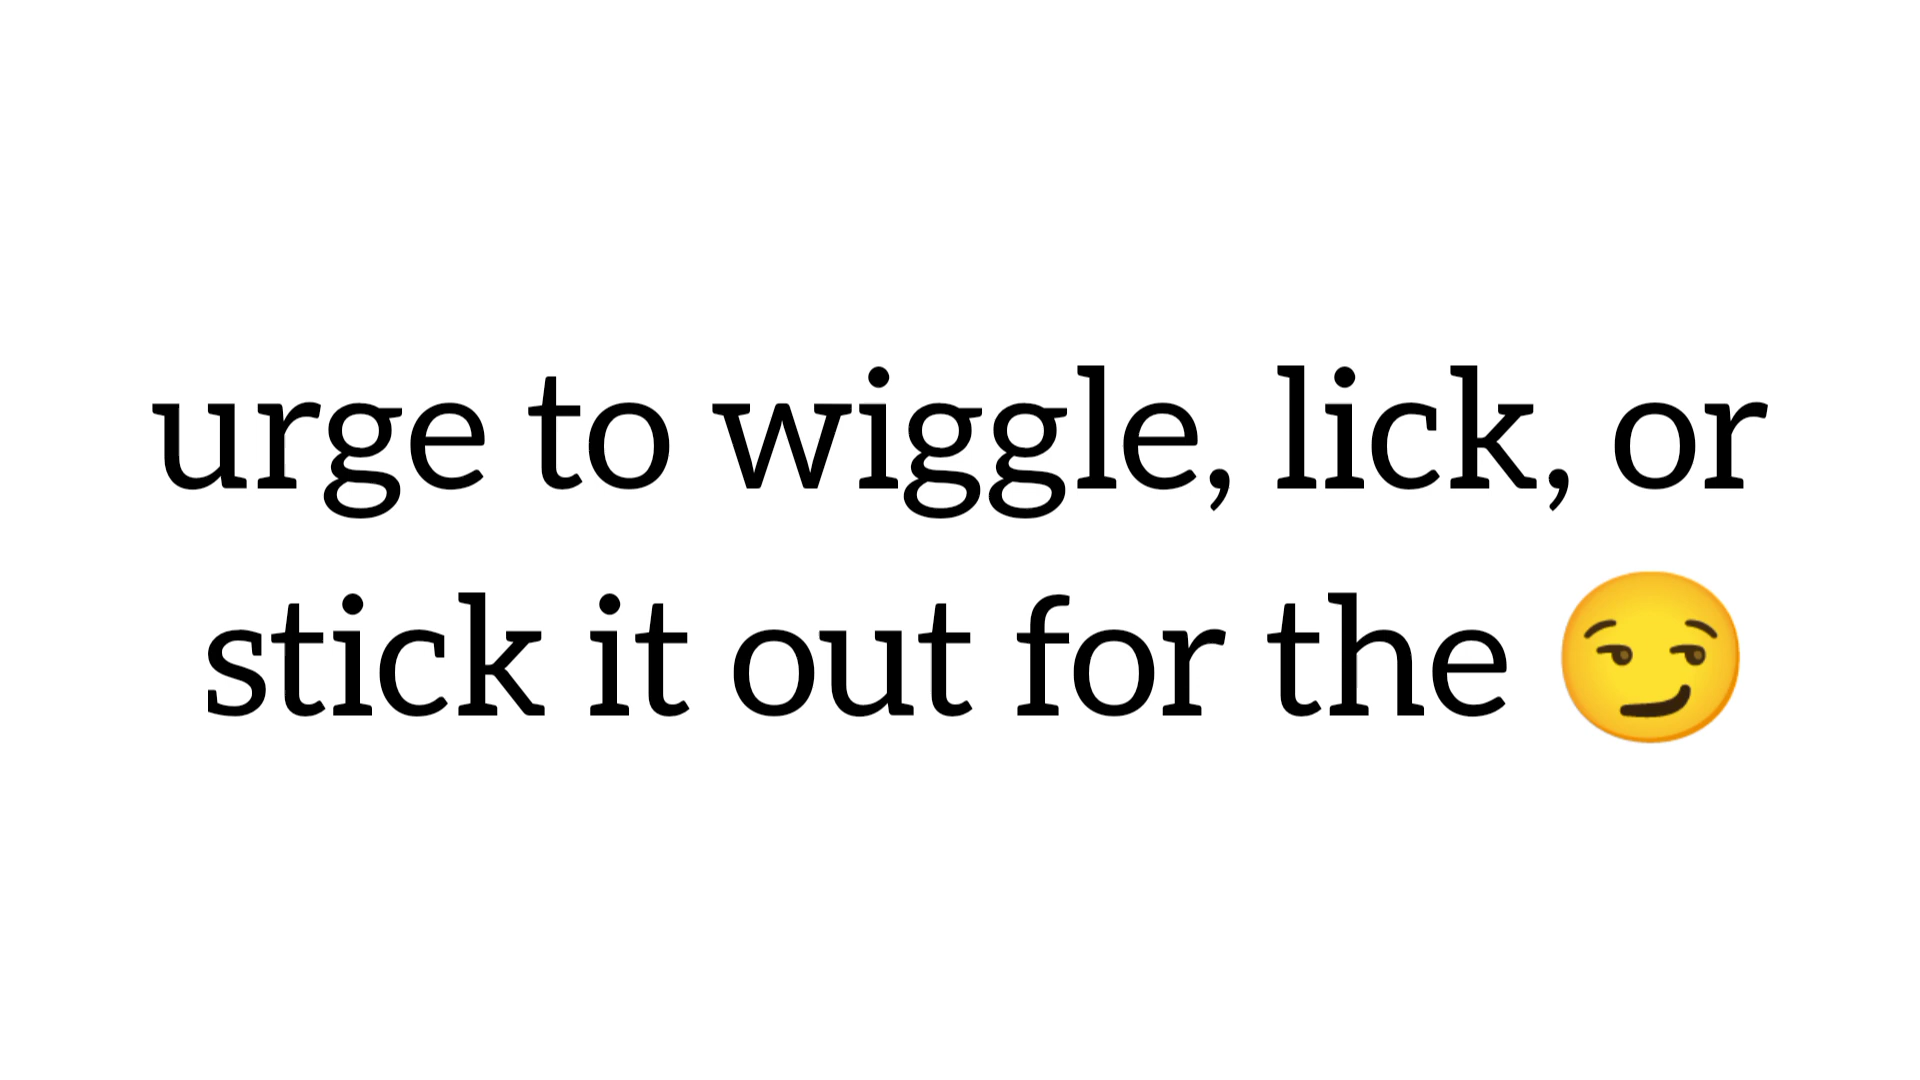 urge to wiggle, lick, or
stick it out for the 😏